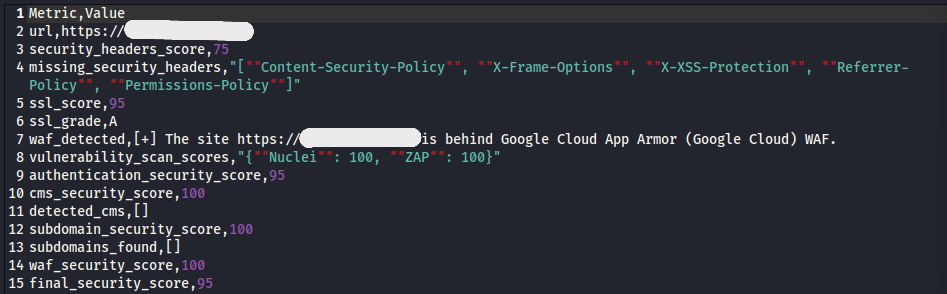 1 Metric,Value
2 url,https://
3 security_headers_score,75
4 missing_security_headers,"[""Content-Security-Policy"", ""X-Frame-Options"", ""X-XSS-Protection"", ""Referrer-
Policy"", ""Permissions-Policy""]"
5 ssl_score,95
6 ssl_grade,A
7 waf_detected,[+] The site https:// is behind Google Cloud App Armor (Google Cloud) WAF.
8 vulnerability_scan_scores,"{""Nuclei"": 100, ""ZAP"": 100}"
9 authentication_security_score,95
10 cms_security_score,100
11 detected_cms,[]
12 subdomain_security_score,100
13 subdomains_found,[]
14 waf_security_score,100
15 final_security_score,95